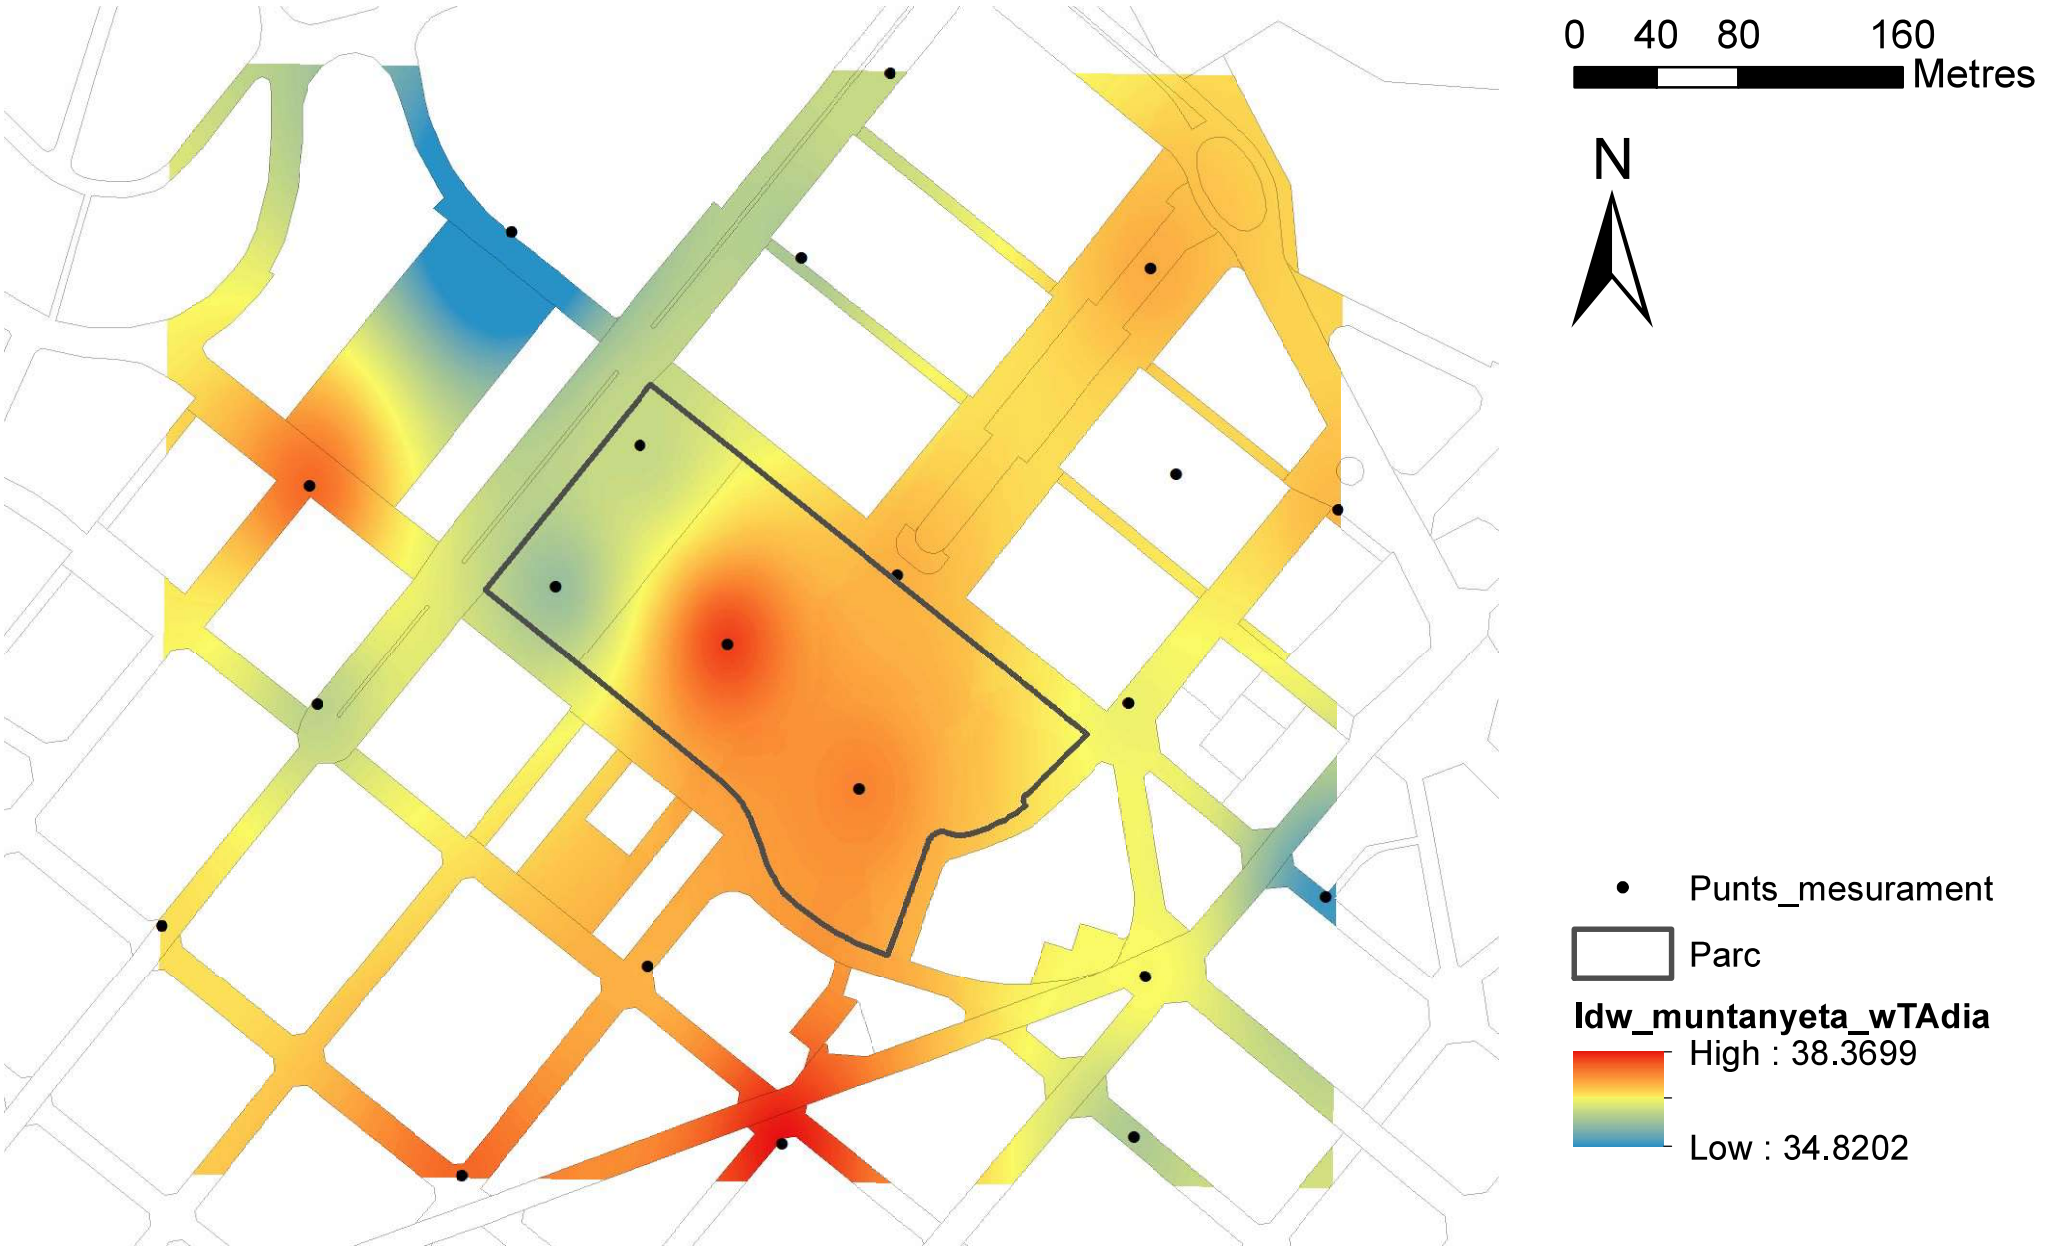 0 40 80 160
Metres
N
Punts_mesurament
Parc
Idw_muntanyeta_wTAdia
High : 38.3699
Low : 34.8202